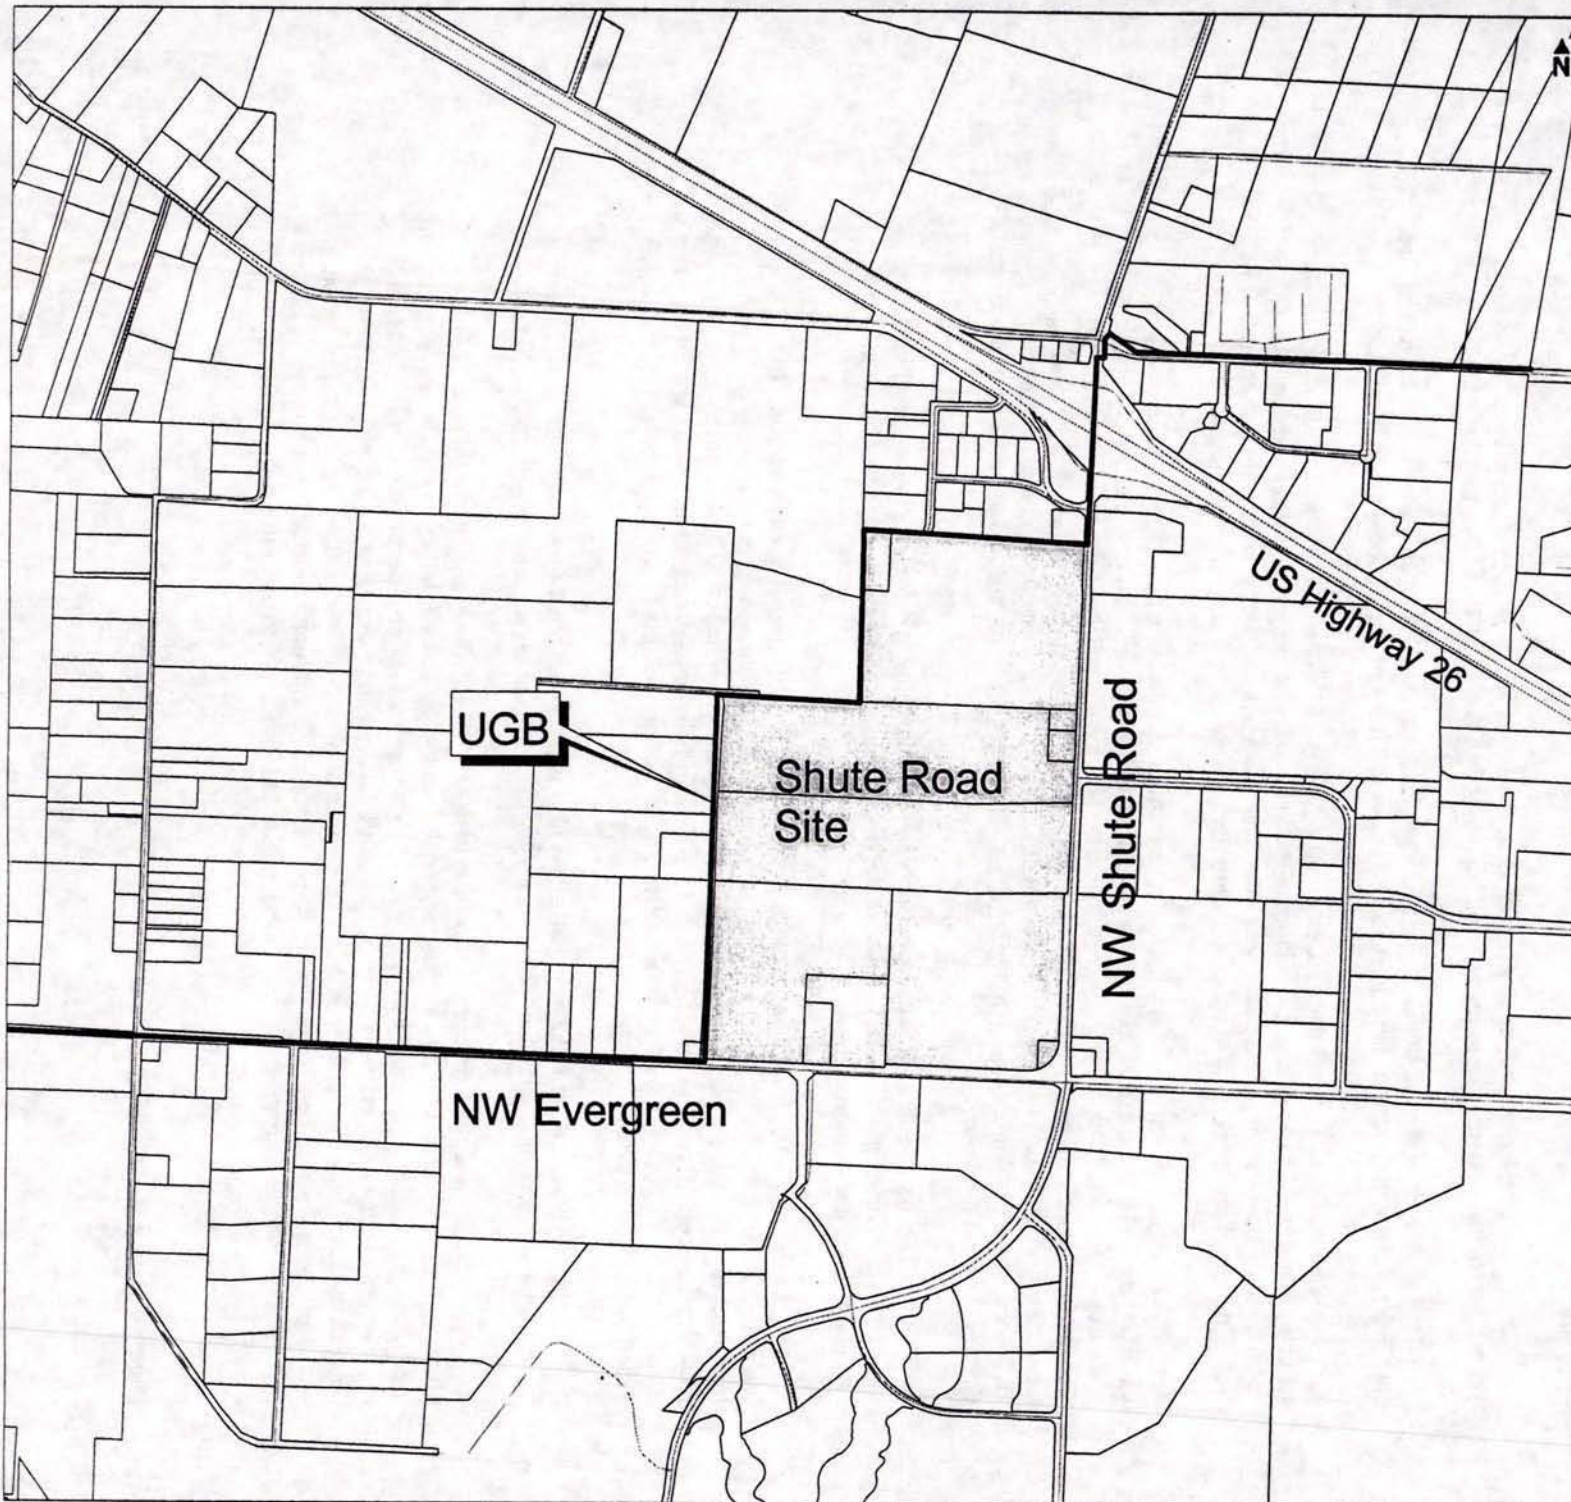 N
US Highway 26
UGB
Shute Road
Site
NW Shute Road
NW Evergreen